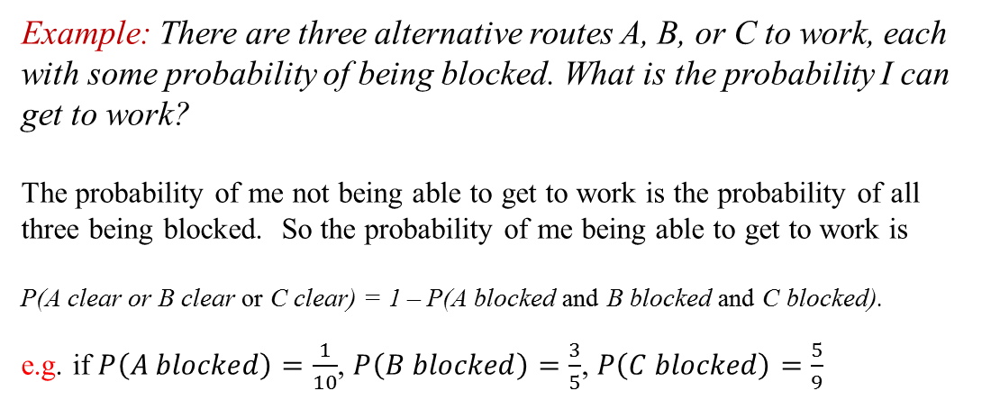 Example: There are three alternative routes A, B, or C to work, each
with some probability of being blocked. What is the probability I can
get to work?
The probability of me not being able to get to work is the probability of all
three being blocked. So the probability of me being able to get to work is
P(A clear or B clear or C clear) = 1 – P(A blocked and B blocked and C blocked).
e.g. if P(A blocked) = 1/10, P(B blocked) = 3/5, P(C blocked) = 5/9